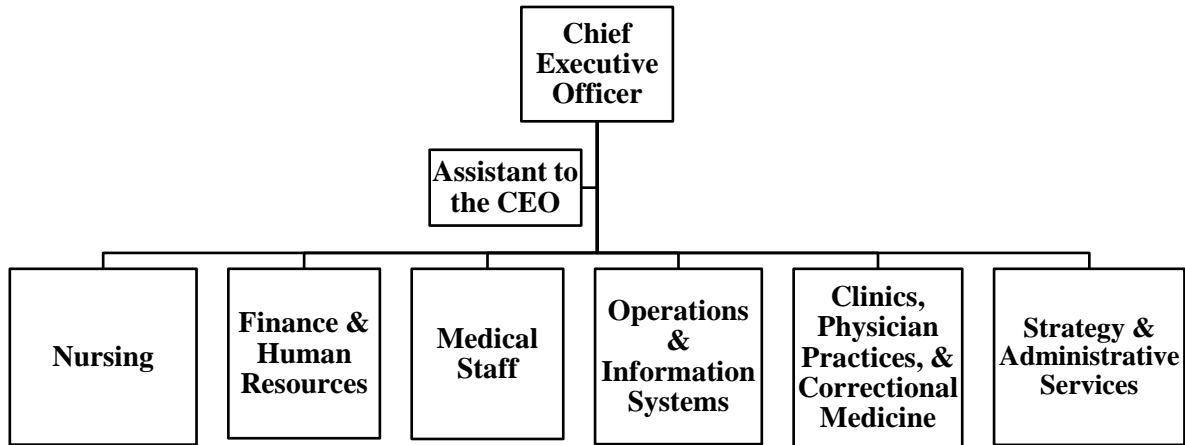 Chief
Executive
Officer
Assistant to
the CEO
Nursing
Finance &
Human
Resources
Medical
Staff
Operations
&
Information
Systems
Clinics,
Physician
Practices, &
Correctional
Medicine
Strategy &
Administrative
Services